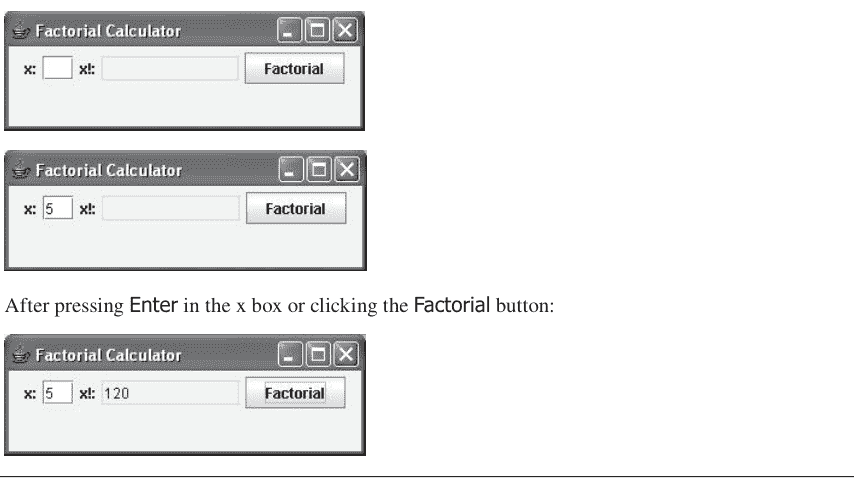 Factorial Calculator
x: x!: Factorial
Factorial Calculator
x: 5 x!: Factorial
After pressing Enter in the x box or clicking the Factorial button:
Factorial Calculator
x: 5 x!: 120 Factorial